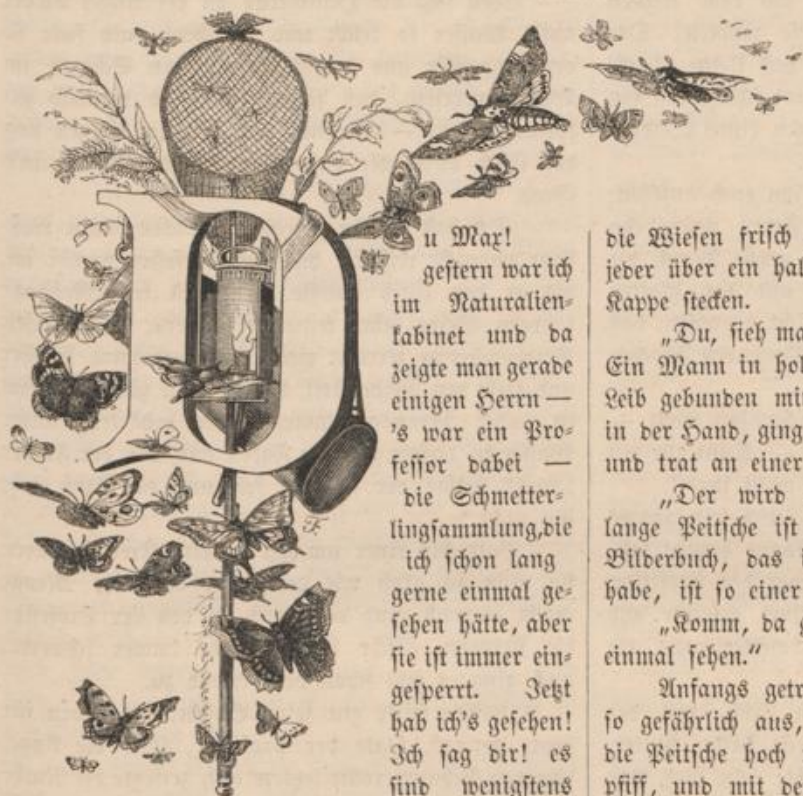 Du Max!
gestern war ich
im Naturalien-
kabinet und da
zeigte man gerade
einigen Herrn —
's war ein Pro-
fessor dabei —
die Schmetter-
lingsammlung, die
ich schon lang
gerne einmal ge-
sehen hätte, aber
sie ist immer ein-
gesperrt. Jetzt
hab ich's gesehen!
Ich sag dir! es
sind wenigstens
die Wiesen frisch
jeder über ein hal
Kappe stecken.
„Du, sieh ma
Ein Mann in hol
Leib gebunden mi
in der Hand, ging
und trat an einer
„Der wird
lange Peitsche ist
Bilderbuch, das i
habe, ist so einer
„Komm, da g
einmal sehen."
Anfangs getr
so gefährlich aus,
die Peitsche hoch
pfiff, und mit de
F.